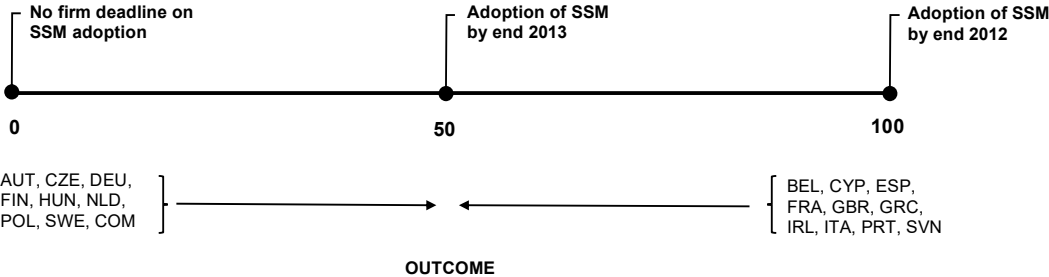 No firm deadline on
SSM adoption
Adoption of SSM
by end 2013
Adoption of SSM
by end 2012
0
50
100
AUT, CZE, DEU,
FIN, HUN, NLD,
POL, SWE, COM
BEL, CYP, ESP,
FRA, GBR, GRC,
IRL, ITA, PRT, SVN
OUTCOME